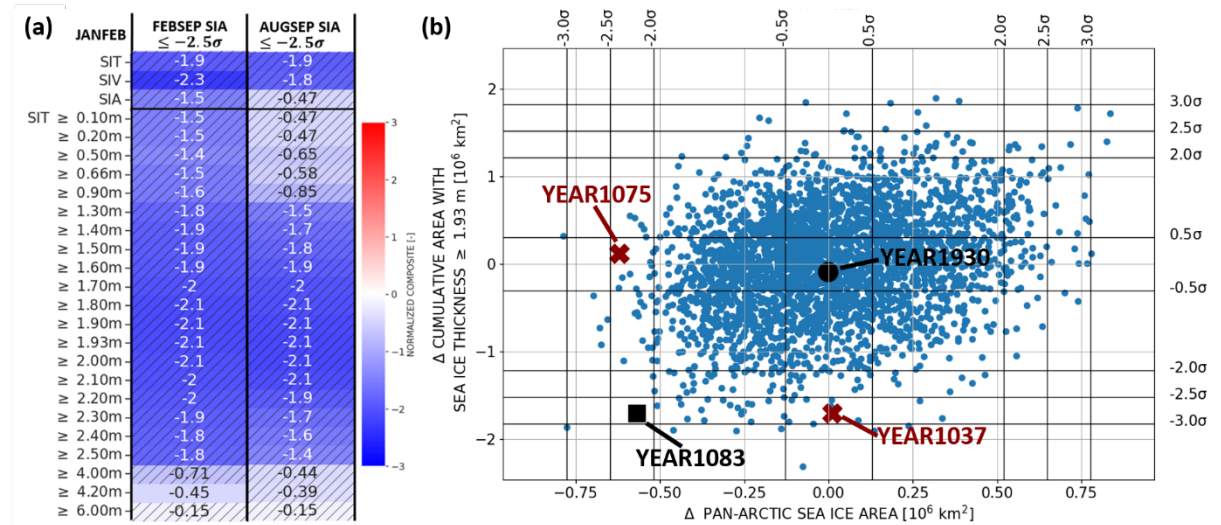 (a)
JANFEB FEBSEP SIA ≤ −2.5σ AUGSEP SIA ≤ −2.5σ
SIT -1.9 -1.9
SIV -2.3 -1.8
SIA -1.5 -0.47
SIT ≥ 0.10m -1.5 -0.47
≥ 0.20m -1.5 -0.47
≥ 0.50m -1.4 -0.65
≥ 0.66m -1.5 -0.58
≥ 0.90m -1.6 -0.85
≥ 1.30m -1.8 -1.5
≥ 1.40m -1.9 -1.7
≥ 1.50m -1.9 -1.8
≥ 1.60m -1.9 -1.9
≥ 1.70m -2 -2
≥ 1.80m -2.1 -2.1
≥ 1.90m -2.1 -2.1
≥ 1.93m -2.1 -2.1
≥ 2.00m -2.1 -2.1
≥ 2.10m -2 -2.1
≥ 2.20m -2 -1.9
≥ 2.30m -1.9 -1.7
≥ 2.40m -1.8 -1.6
≥ 2.50m -1.8 -1.4
≥ 4.00m -0.71 -0.44
≥ 4.20m -0.45 -0.39
≥ 6.00m -0.15 -0.15
3
2
1
0
−1
−2
−3
NORMALIZED COMPOSITE [-]
(b)
-3.0σ -2.5σ -2.0σ -0.5σ 0.5σ 2.0σ 2.5σ 3.0σ
3.0σ
2.5σ
2.0σ
0.5σ
-0.5σ
-2.0σ
-2.5σ
-3.0σ
2
1
0
−1
−2
Δ CUMULATIVE AREA WITH
SEA ICE THICKNESS ≥ 1.93 m [10⁶ km²]
YEAR1075
YEAR1930
YEAR1037
YEAR1083
−0.75 −0.50 −0.25 0.00 0.25 0.50 0.75
Δ PAN-ARCTIC SEA ICE AREA [10⁶ km²]